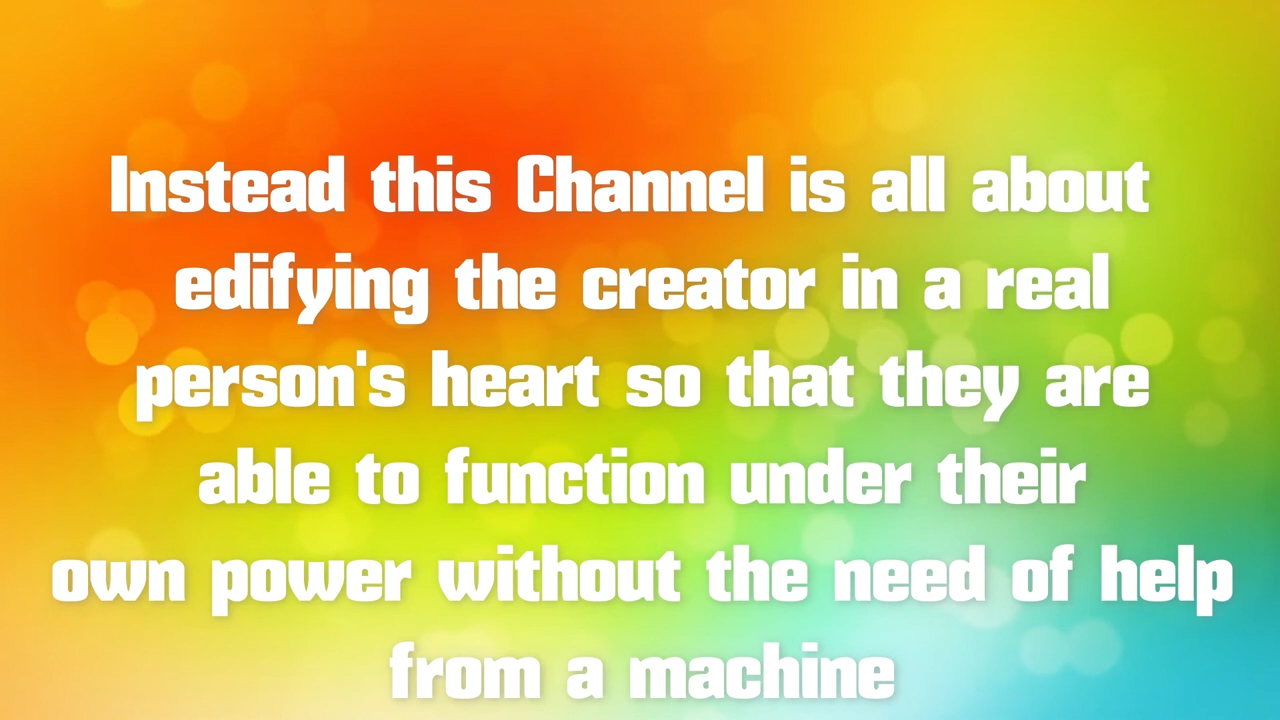 Instead this Channel is all about
edifying the creator in a real
person's heart so that they are
able to function under their
own power without the need of help
from a machine